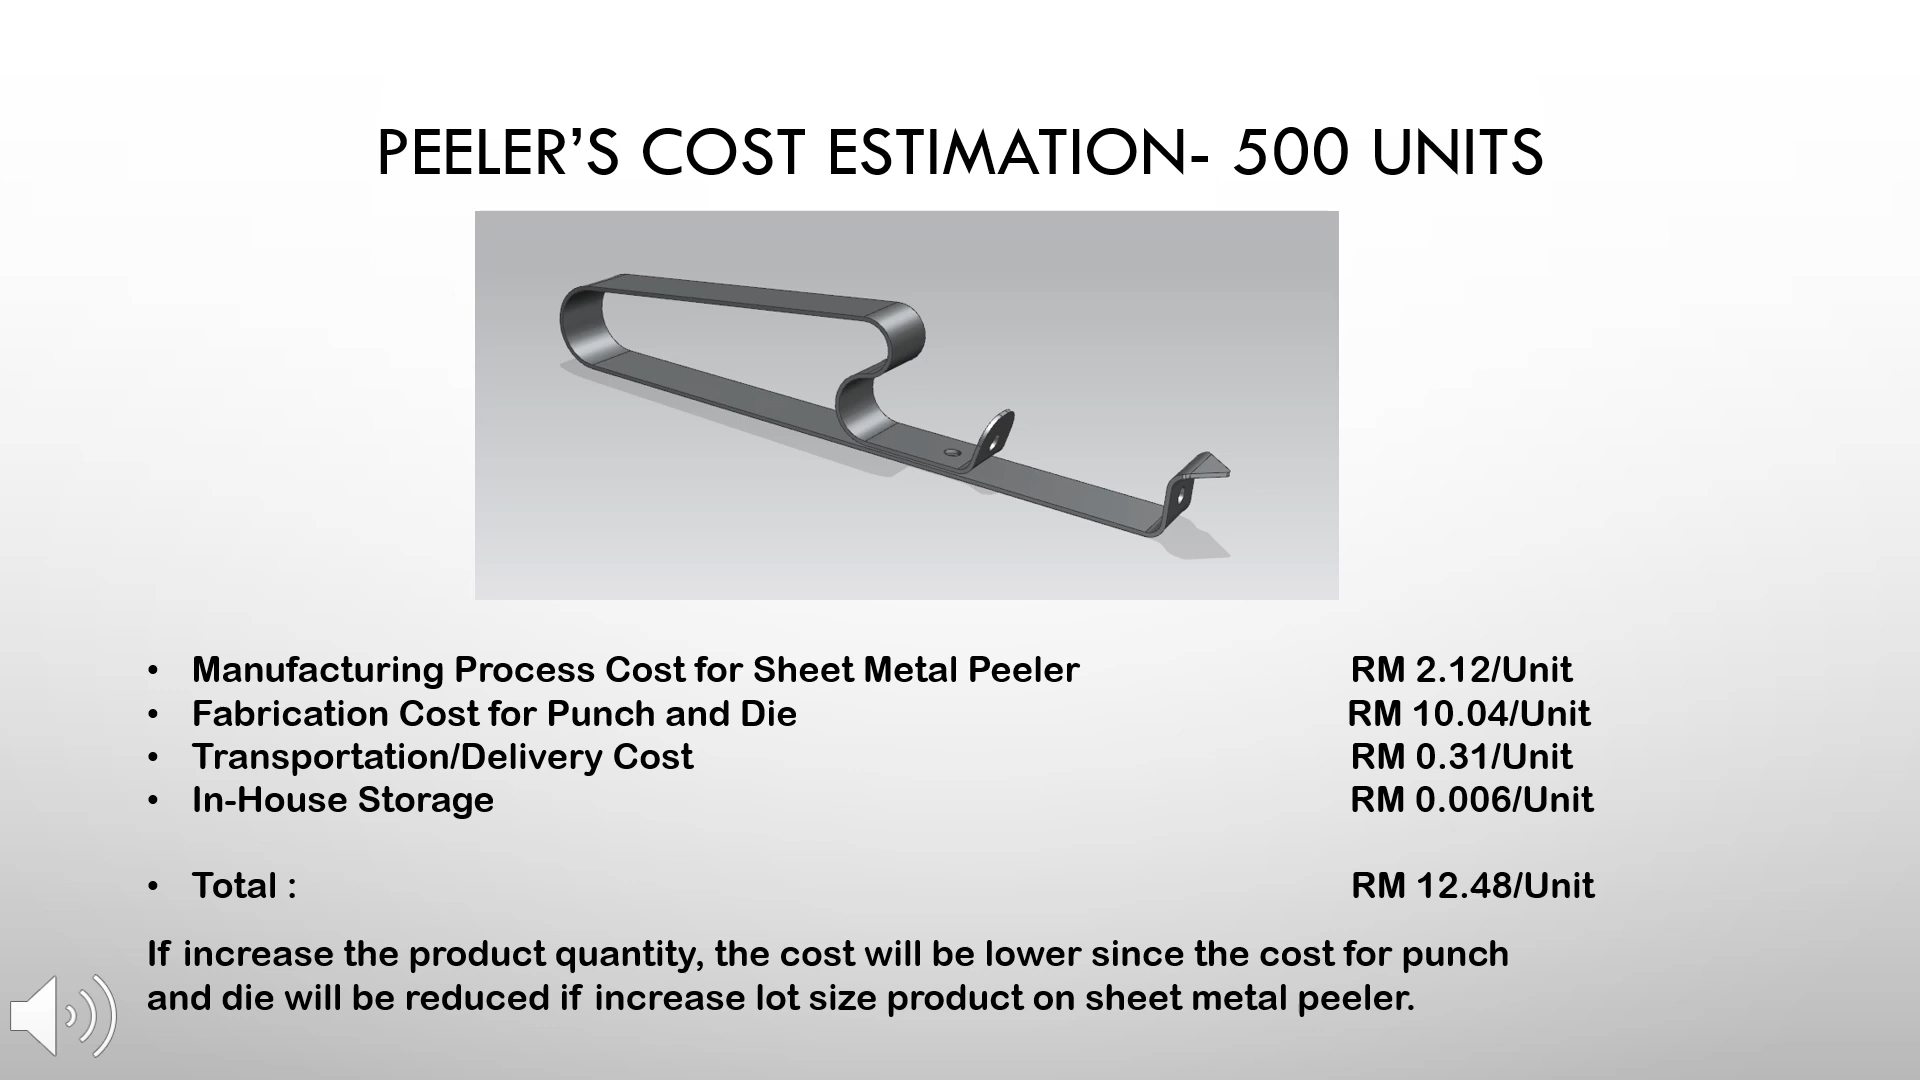 PEELER’S COST ESTIMATION- 500 UNITS
• Manufacturing Process Cost for Sheet Metal Peeler RM 2.12/Unit
• Fabrication Cost for Punch and Die RM 10.04/Unit
• Transportation/Delivery Cost RM 0.31/Unit
• In-House Storage RM 0.006/Unit
• Total : RM 12.48/Unit
If increase the product quantity, the cost will be lower since the cost for punch
and die will be reduced if increase lot size product on sheet metal peeler.